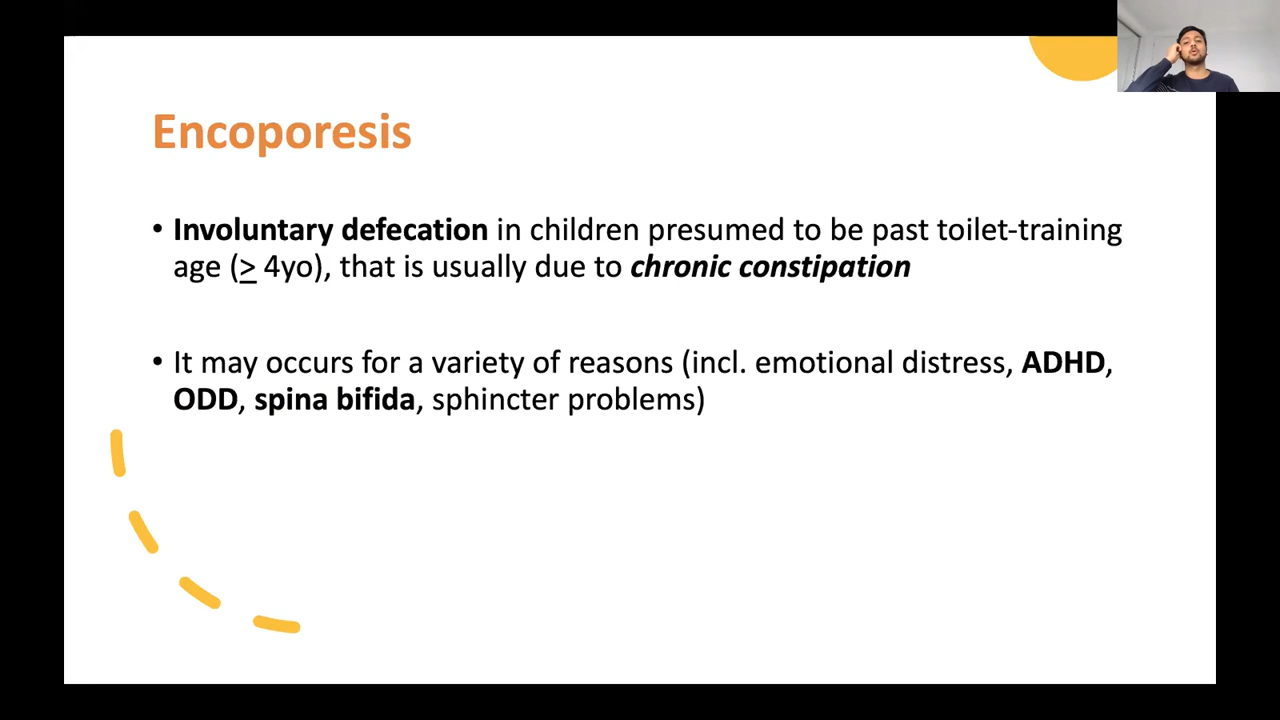 Encoporesis
• Involuntary defecation in children presumed to be past toilet-training
age (≥ 4yo), that is usually due to chronic constipation
• It may occurs for a variety of reasons (incl. emotional distress, ADHD,
ODD, spina bifida, sphincter problems)